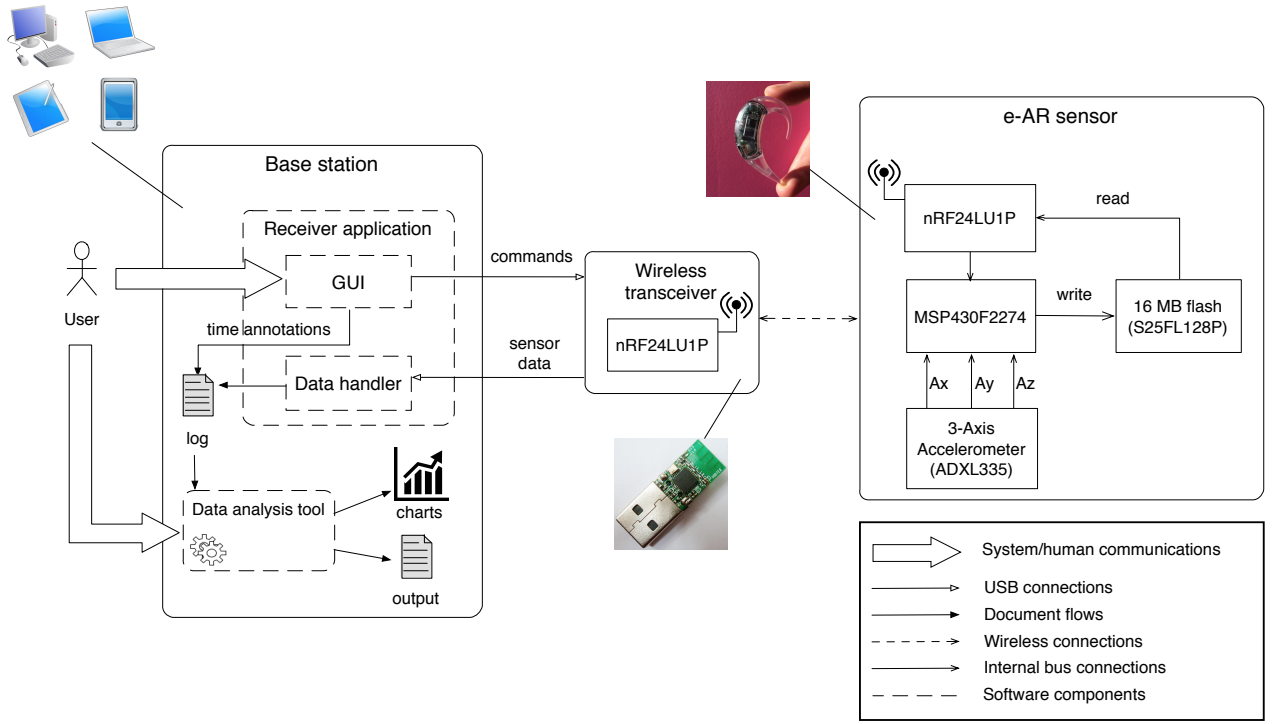 Base station
Receiver application
GUI
time annotations
Data handler
log
Data analysis tool
charts
output
User
commands
sensor
data
Wireless
transceiver
nRF24LU1P
e-AR sensor
nRF24LU1P
read
MSP430F2274
write
16 MB flash
(S25FL128P)
Ax
Ay
Az
3-Axis
Accelerometer
(ADXL335)
System/human communications
USB connections
Document flows
Wireless connections
Internal bus connections
Software components